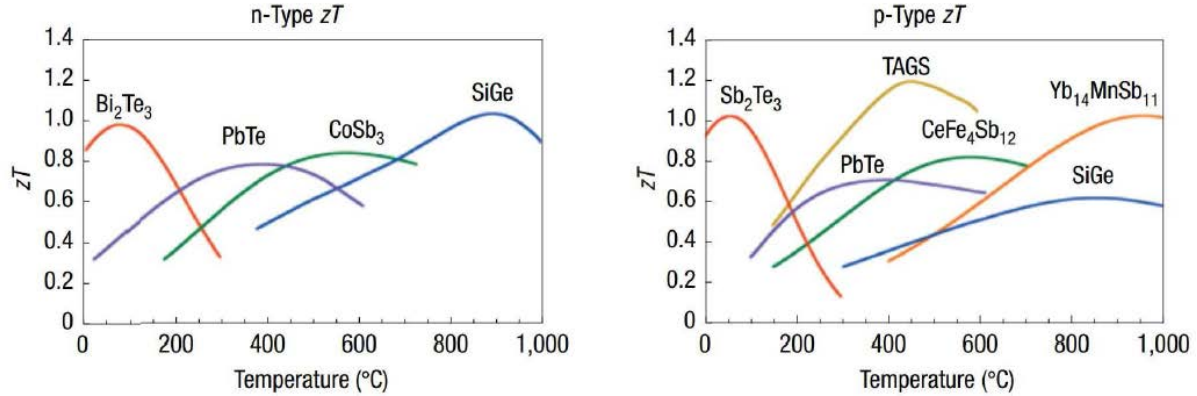 n-Type zT
1.4
1.2
1.0
0.8
0.6
0.4
0.2
0
zT
Bi₂Te₃
PbTe
CoSb₃
SiGe
0 200 400 600 800 1,000
Temperature (°C)
p-Type zT
1.4
1.2
1.0
0.8
0.6
0.4
0.2
0
zT
Sb₂Te₃
TAGS
Yb₁₄MnSb₁₁
CeFe₄Sb₁₂
PbTe
SiGe
0 200 400 600 800 1,000
Temperature (°C)